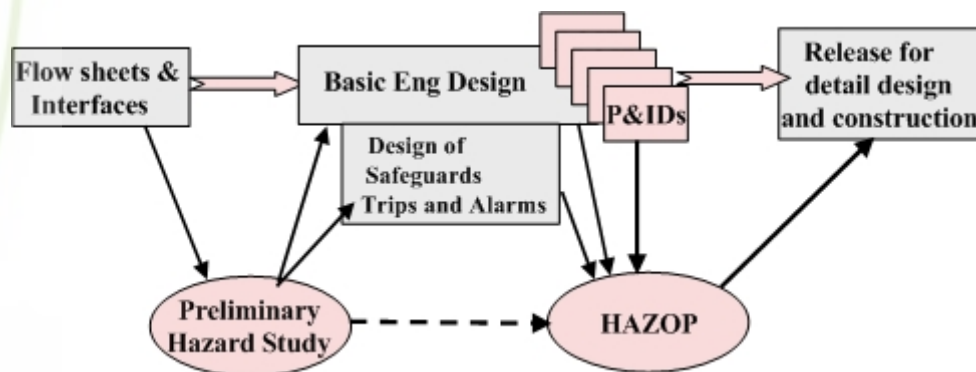 Flow sheets &
Interfaces
Basic Eng Design
P&IDs
Release for
detail design
and construction
Design of
Safeguards
Trips and Alarms
Preliminary
Hazard Study
HAZOP